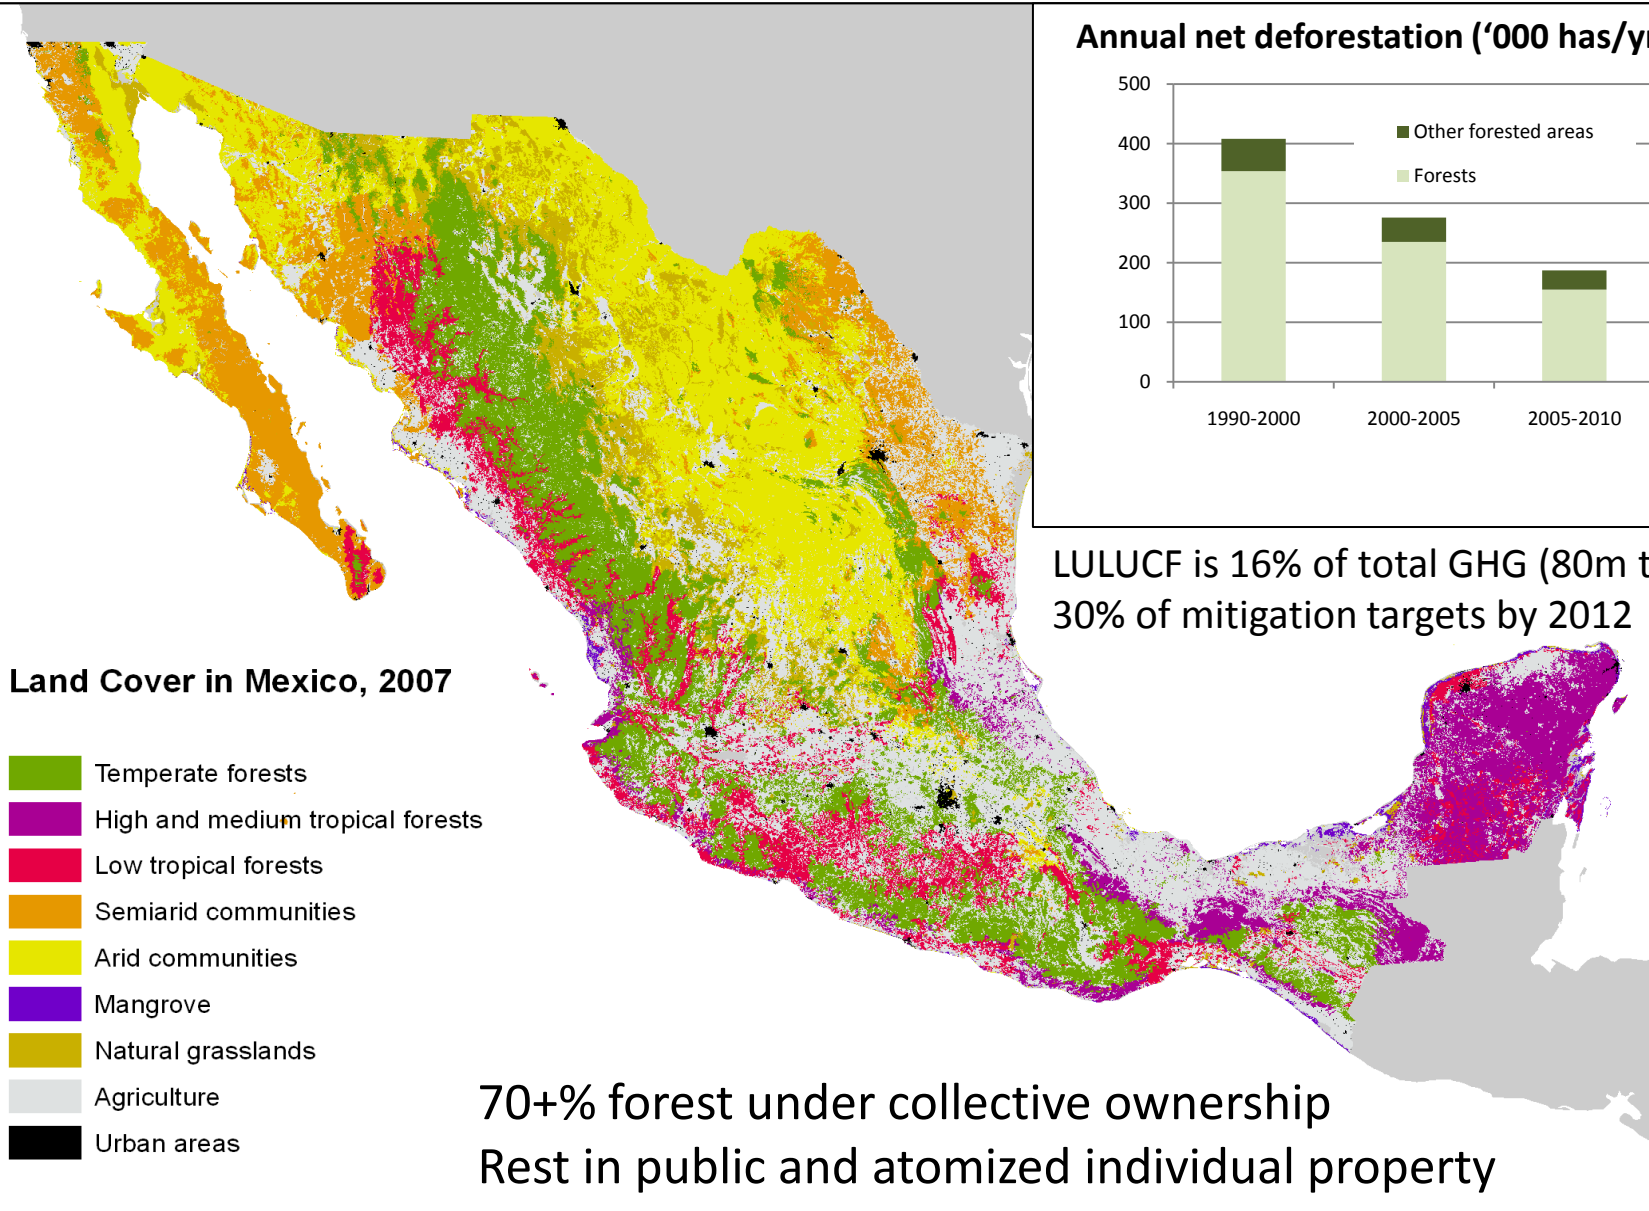 Annual net deforestation (‘000 has/yr
500
400
300
200
100
0
Other forested areas
Forests
1990-2000 2000-2005 2005-2010
LULUCF is 16% of total GHG (80m t
30% of mitigation targets by 2012
Land Cover in Mexico, 2007
Temperate forests
High and medium tropical forests
Low tropical forests
Semiarid communities
Arid communities
Mangrove
Natural grasslands
Agriculture
Urban areas
70+% forest under collective ownership
Rest in public and atomized individual property